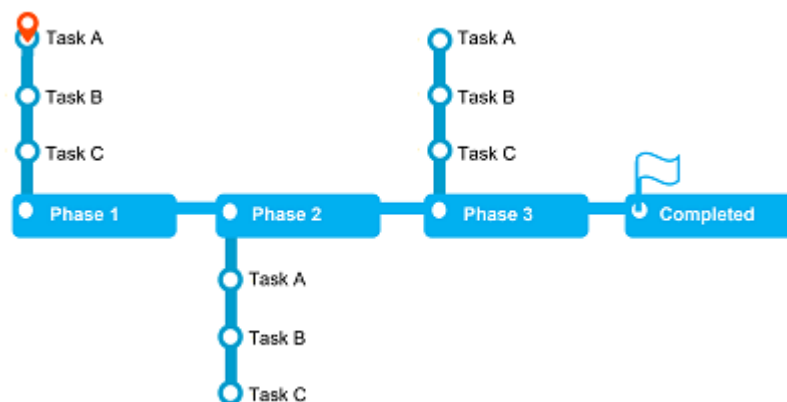 Task A
Task B
Task C
Task A
Task B
Task C
Phase 1
Phase 2
Phase 3
Completed
Task A
Task B
Task C